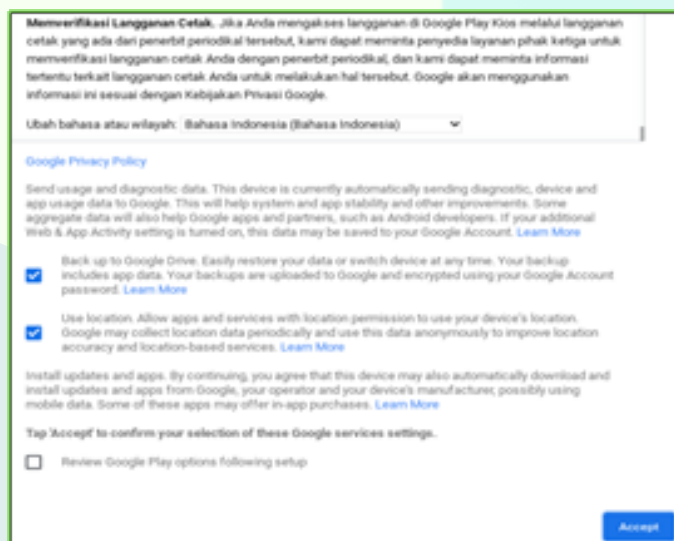 Memverifikasi Langganan Cetak. Jika Anda mengakses langganan di Google Play Kios melalui langganan
cetak yang ada dari penerbit periodikal tersebut, kami dapat meminta penyedia layanan pihak ketiga untuk
memverifikasi langganan cetak Anda dengan penerbit periodikal, dan kami dapat meminta informasi
tertentu terkait langganan cetak Anda untuk melakukan hal tersebut. Google akan menggunakan
informasi ini sesuai dengan Kebijakan Privasi Google.
Ubah bahasa atau wilayah: Bahasa Indonesia (Bahasa Indonesia)
Google Privacy Policy
Send usage and diagnostic data. This device is currently automatically sending diagnostic, device and
app usage data to Google. This will help system and app stability and other improvements. Some
aggregate data will also help Google apps and partners, such as Android developers. If your additional
Web & App Activity setting is turned on, this data may be saved to your Google Account. Learn More
Back up to Google Drive. Easily restore your data or switch device at any time. Your backup
includes app data. Your backups are uploaded to Google and encrypted using your Google Account
password. Learn More
Use location. Allow apps and services with location permission to use your device's location.
Google may collect location data periodically and use this data anonymously to improve location
accuracy and location-based services. Learn More
Install updates and apps. By continuing, you agree that this device may also automatically download and
install updates and apps from Google, your operator and your device's manufacturer, possibly using
mobile data. Some of these apps may offer in-app purchases. Learn More
Tap 'Accept' to confirm your selection of these Google services settings.
Review Google Play options following setup
Accept